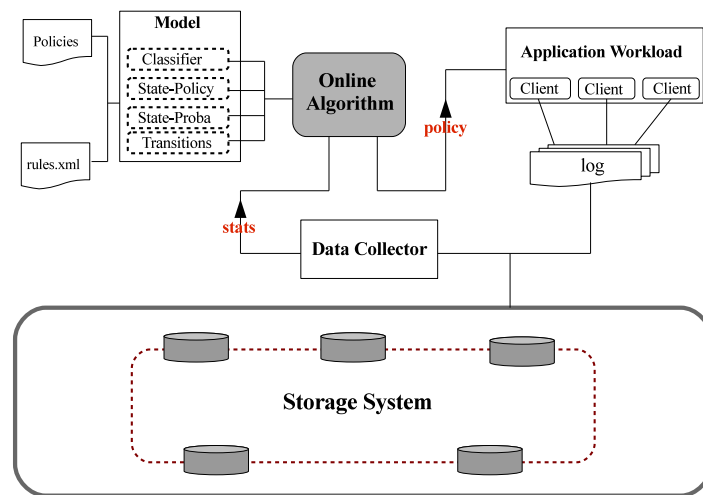 Model
Policies
Classifier
State-Policy
State-Proba
Transitions
rules.xml
Online
Algorithm
Application Workload
Client
Client
Client
policy
log
stats
Data Collector
Storage System